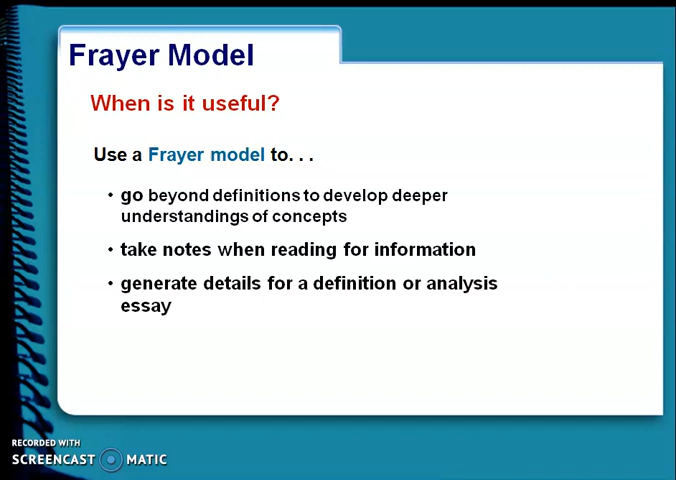 Frayer Model
When is it useful?
Use a Frayer model to. . .
• go beyond definitions to develop deeper
understandings of concepts
• take notes when reading for information
• generate details for a definition or analysis
essay
RECORDED WITH
SCREENCAST MATIC